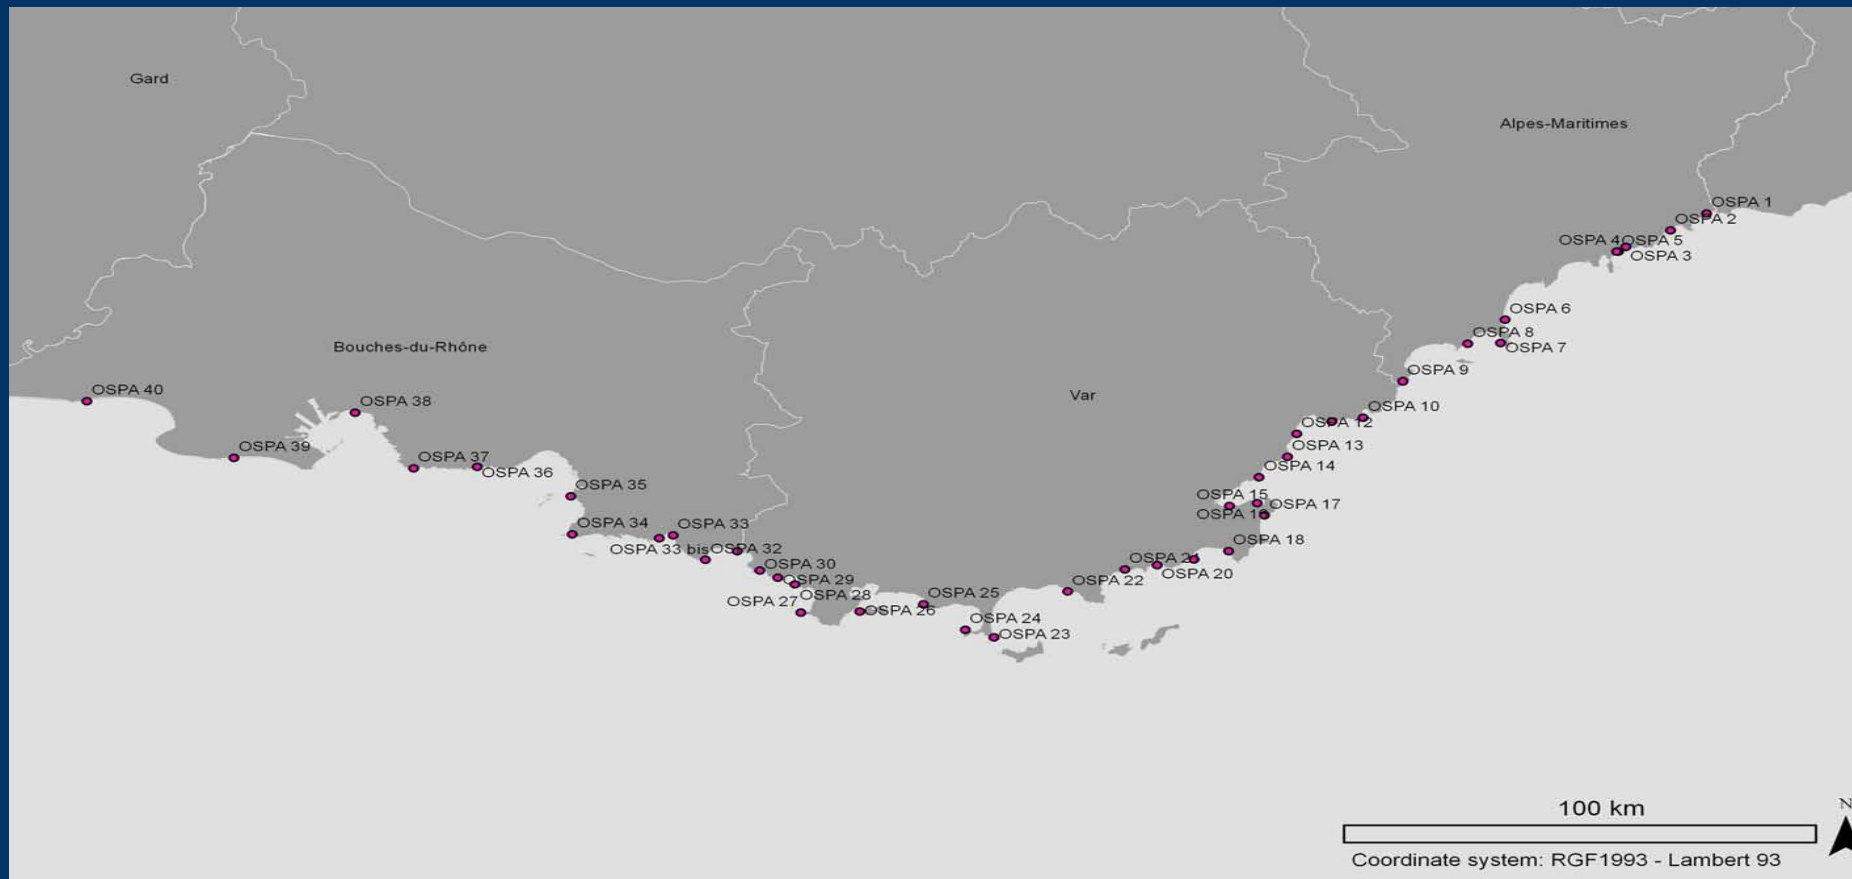 Gard
Alpes-Maritimes
OSPA 1
OSPA 2
OSPA 4
OSPA 5
OSPA 3
OSPA 6
OSPA 8
OSPA 7
Bouches-du-Rhône
OSPA 9
OSPA 40
Var
OSPA 38
OSPA 10
OSPA 12
OSPA 39
OSPA 13
OSPA 37
OSPA 36
OSPA 14
OSPA 35
OSPA 15
OSPA 17
OSPA
OSPA 34
OSPA 33
OSPA 18
OSPA 33 bis
OSPA 32
OSPA 30
OSPA 21
OSPA 20
OSPA 29
OSPA 22
OSPA 28
OSPA 27
OSPA 25
OSPA 26
OSPA 24
OSPA 23
100 km
N
Coordinate system: RGF1993 - Lambert 93